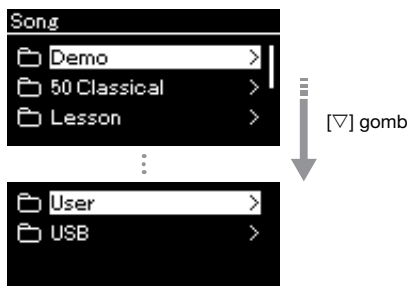 Song
Demo >
50 Classical >
Lesson >
[▽] gomb
User >
USB >